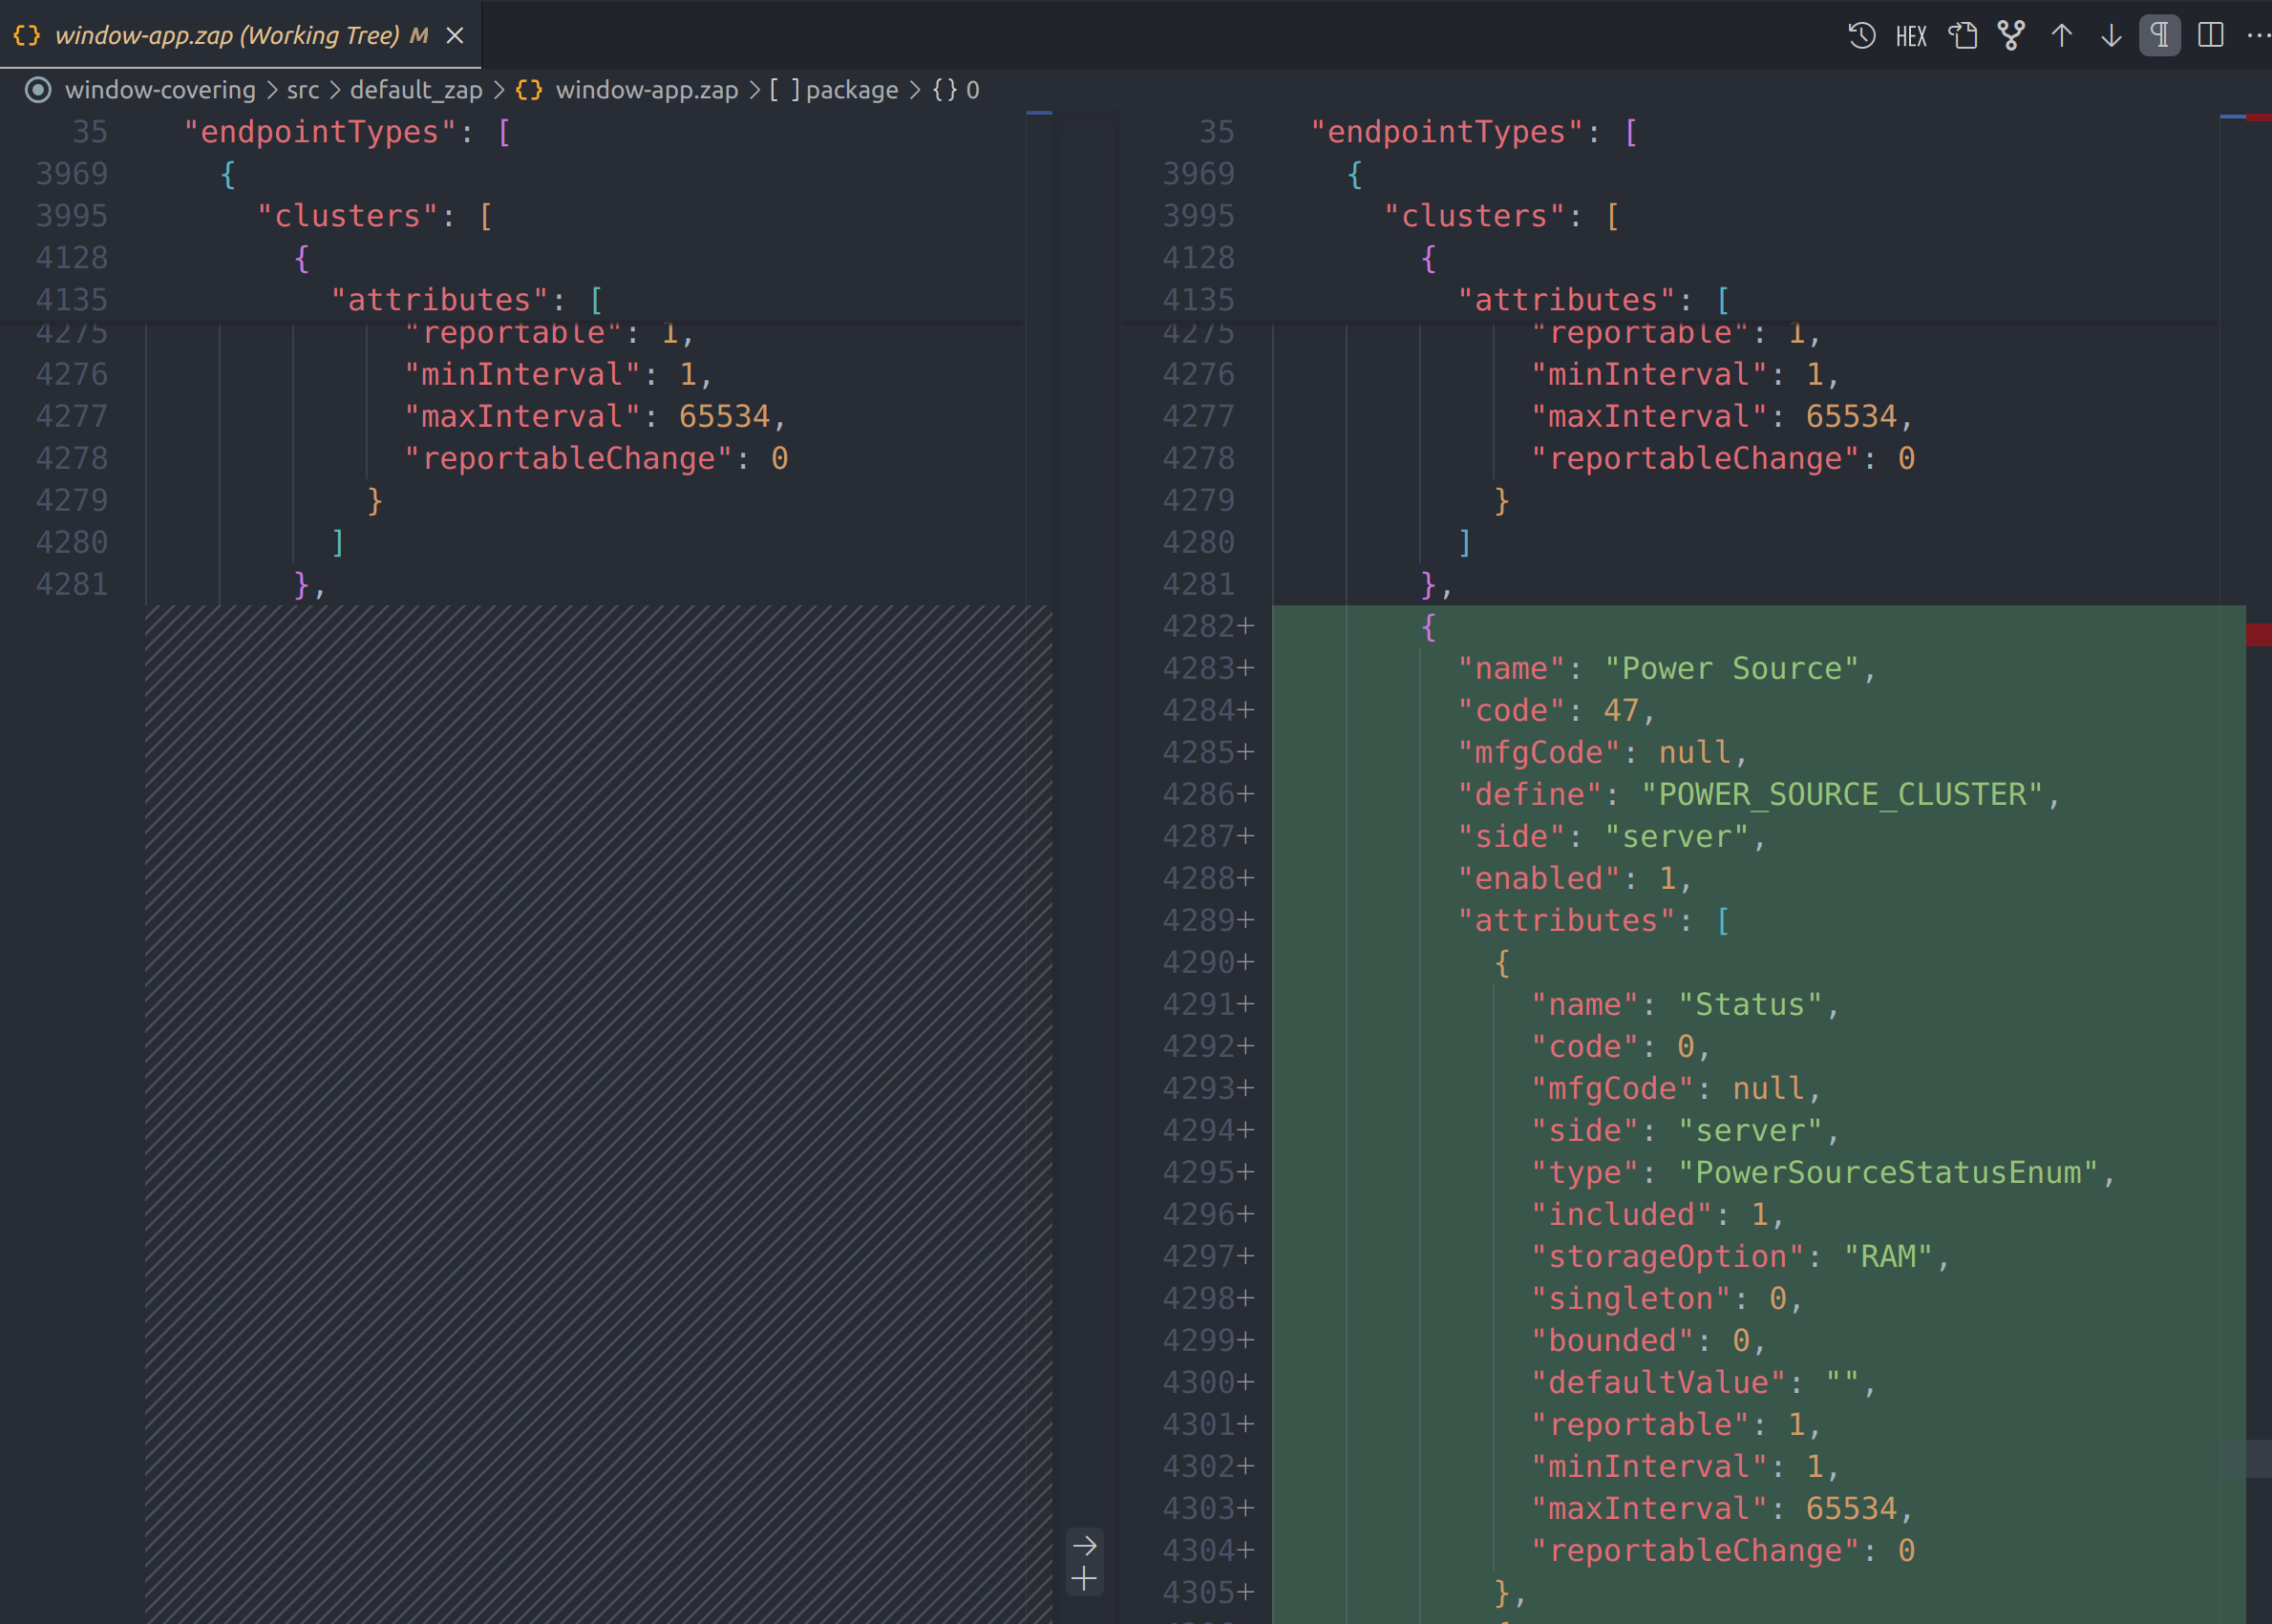 window-app.zap (Working Tree) M
HEX
window-covering > src > default_zap > {} window-app.zap > [ ] package > {} 0
35 "endpointTypes": [
3969 {
3995 "clusters": [
4128 {
4135 "attributes": [
4275 "reportable": 1,
4276 "minInterval": 1,
4277 "maxInterval": 65534,
4278 "reportableChange": 0
4279 }
4280 ]
4281 },
35 "endpointTypes": [
3969 {
3995 "clusters": [
4128 {
4135 "attributes": [
4275 "reportable": 1,
4276 "minInterval": 1,
4277 "maxInterval": 65534,
4278 "reportableChange": 0
4279 }
4280 ]
4281 },
4282+ {
4283+ "name": "Power Source",
4284+ "code": 47,
4285+ "mfgCode": null,
4286+ "define": "POWER_SOURCE_CLUSTER",
4287+ "side": "server",
4288+ "enabled": 1,
4289+ "attributes": [
4290+ {
4291+ "name": "Status",
4292+ "code": 0,
4293+ "mfgCode": null,
4294+ "side": "server",
4295+ "type": "PowerSourceStatusEnum",
4296+ "included": 1,
4297+ "storageOption": "RAM",
4298+ "singleton": 0,
4299+ "bounded": 0,
4300+ "defaultValue": "",
4301+ "reportable": 1,
4302+ "minInterval": 1,
4303+ "maxInterval": 65534,
4304+ "reportableChange": 0
4305+ },